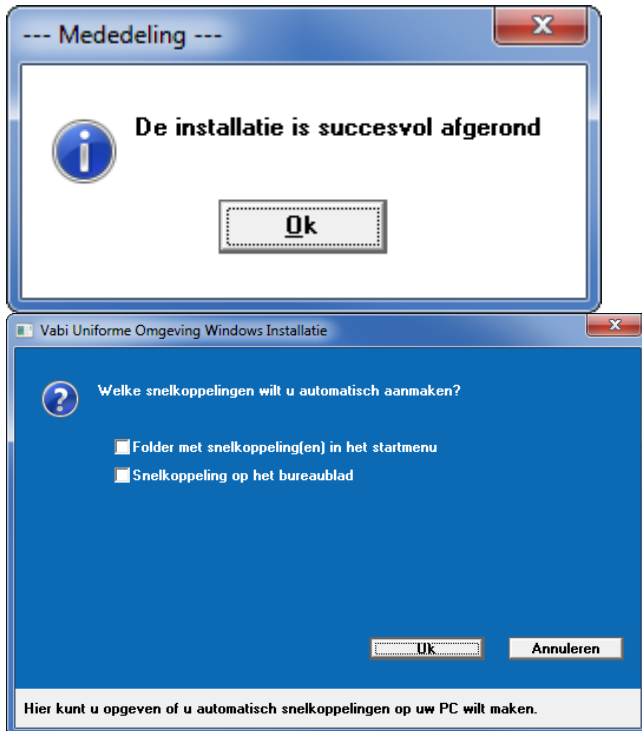 --- Mededeling ---
De installatie is succesvol afgerond
Ok
Vabi Uniforme Omgeving Windows Installatie
Welke snelkoppelingen wilt u automatisch aanmaken?
Folder met snelkoppeling(en) in het startmenu
Snelkoppeling op het bureaublad
Ok
Annuleren
Hier kunt u opgeven of u automatisch snelkoppelingen op uw PC wilt maken.